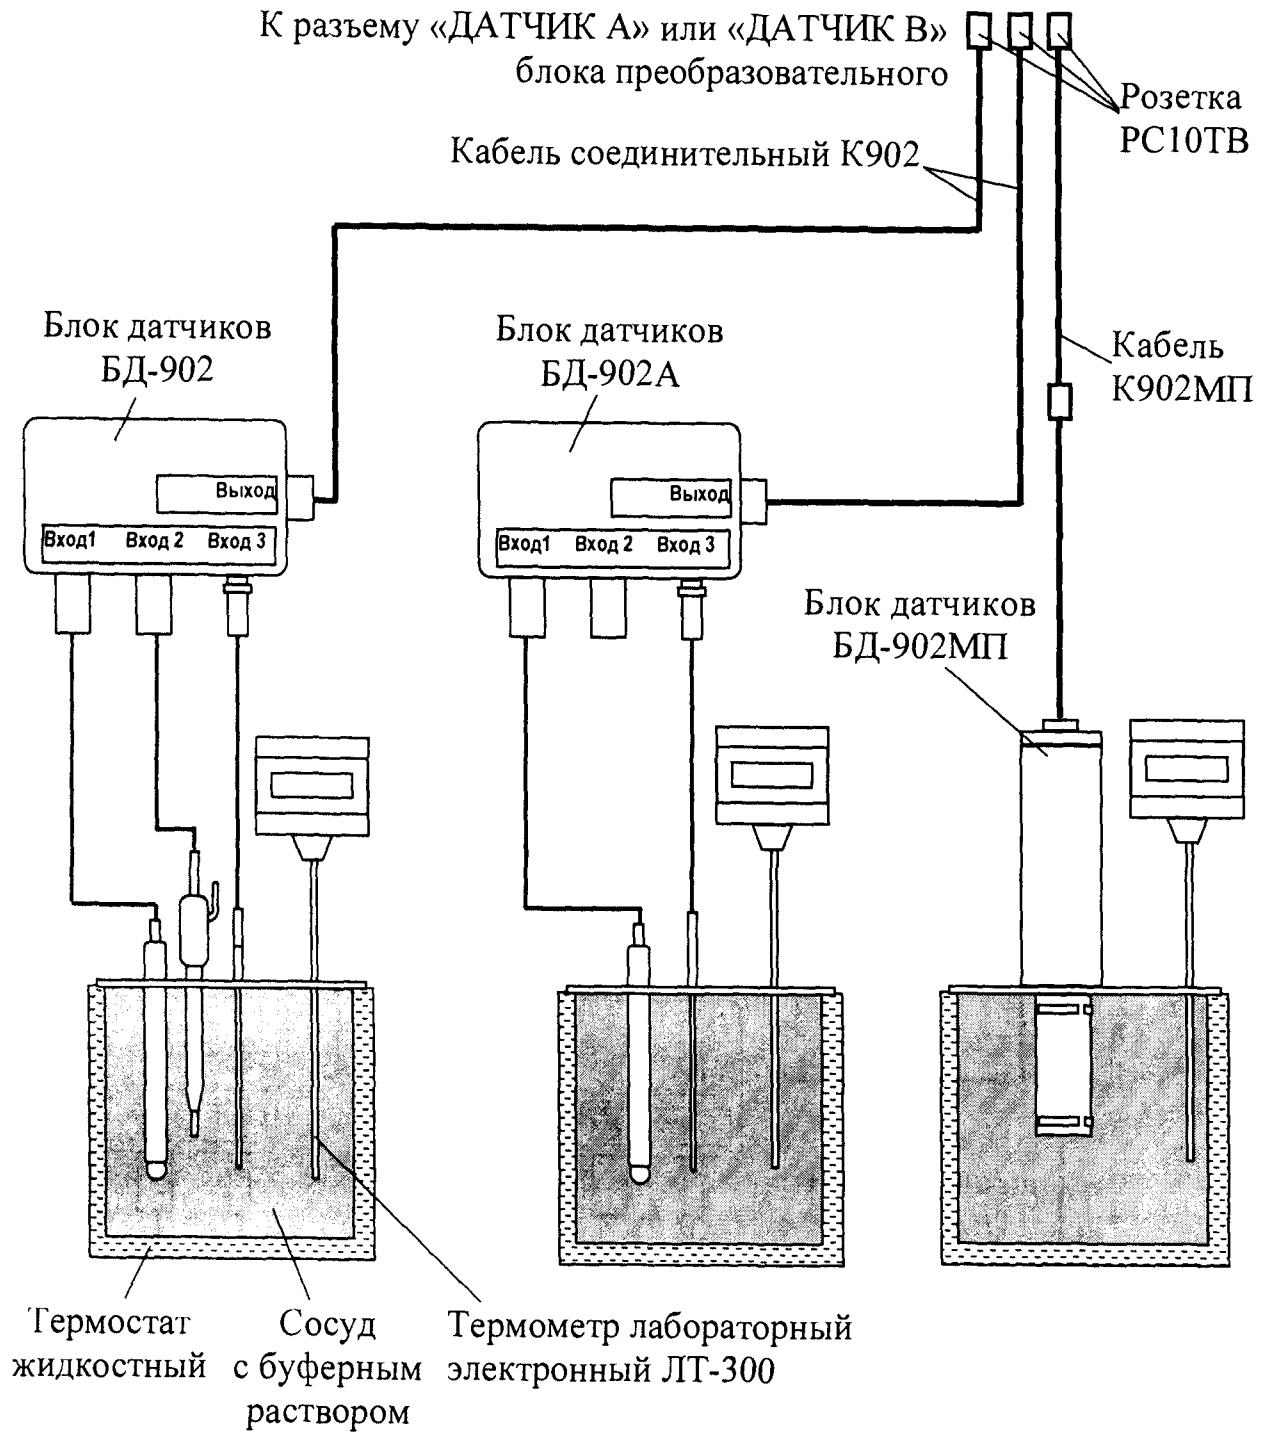 К разъему «ДАТЧИК А» или «ДАТЧИК В»
блока преобразовательного
Розетка
РС10ТВ
Кабель соединительный К902
Блок датчиков
БД-902
Блок датчиков
БД-902А
Кабель
К902МП
Выход
Вход1 Вход 2 Вход 3
Выход
Вход1 Вход 2 Вход 3
Блок датчиков
БД-902МП
Термостат
жидкостный
Сосуд
с буферным
раствором
Термометр лабораторный
электронный ЛТ-300